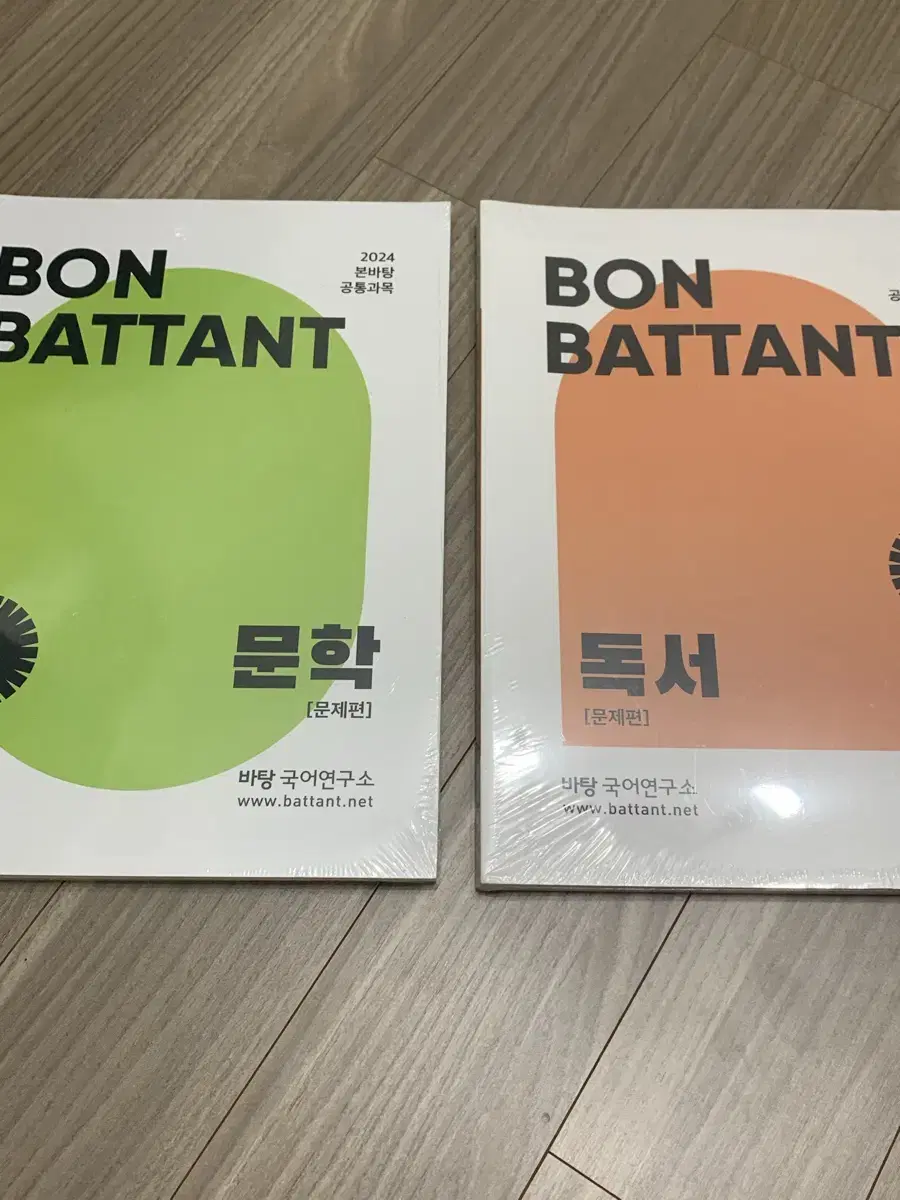 BON
BATTANT
2024
본바탕
공통과목
문학
[문제편]
바탕 국어연구소
www.battant.net
BON
BATTANT
공
독서
[문제편]
바탕 국어연구소
www.battant.net